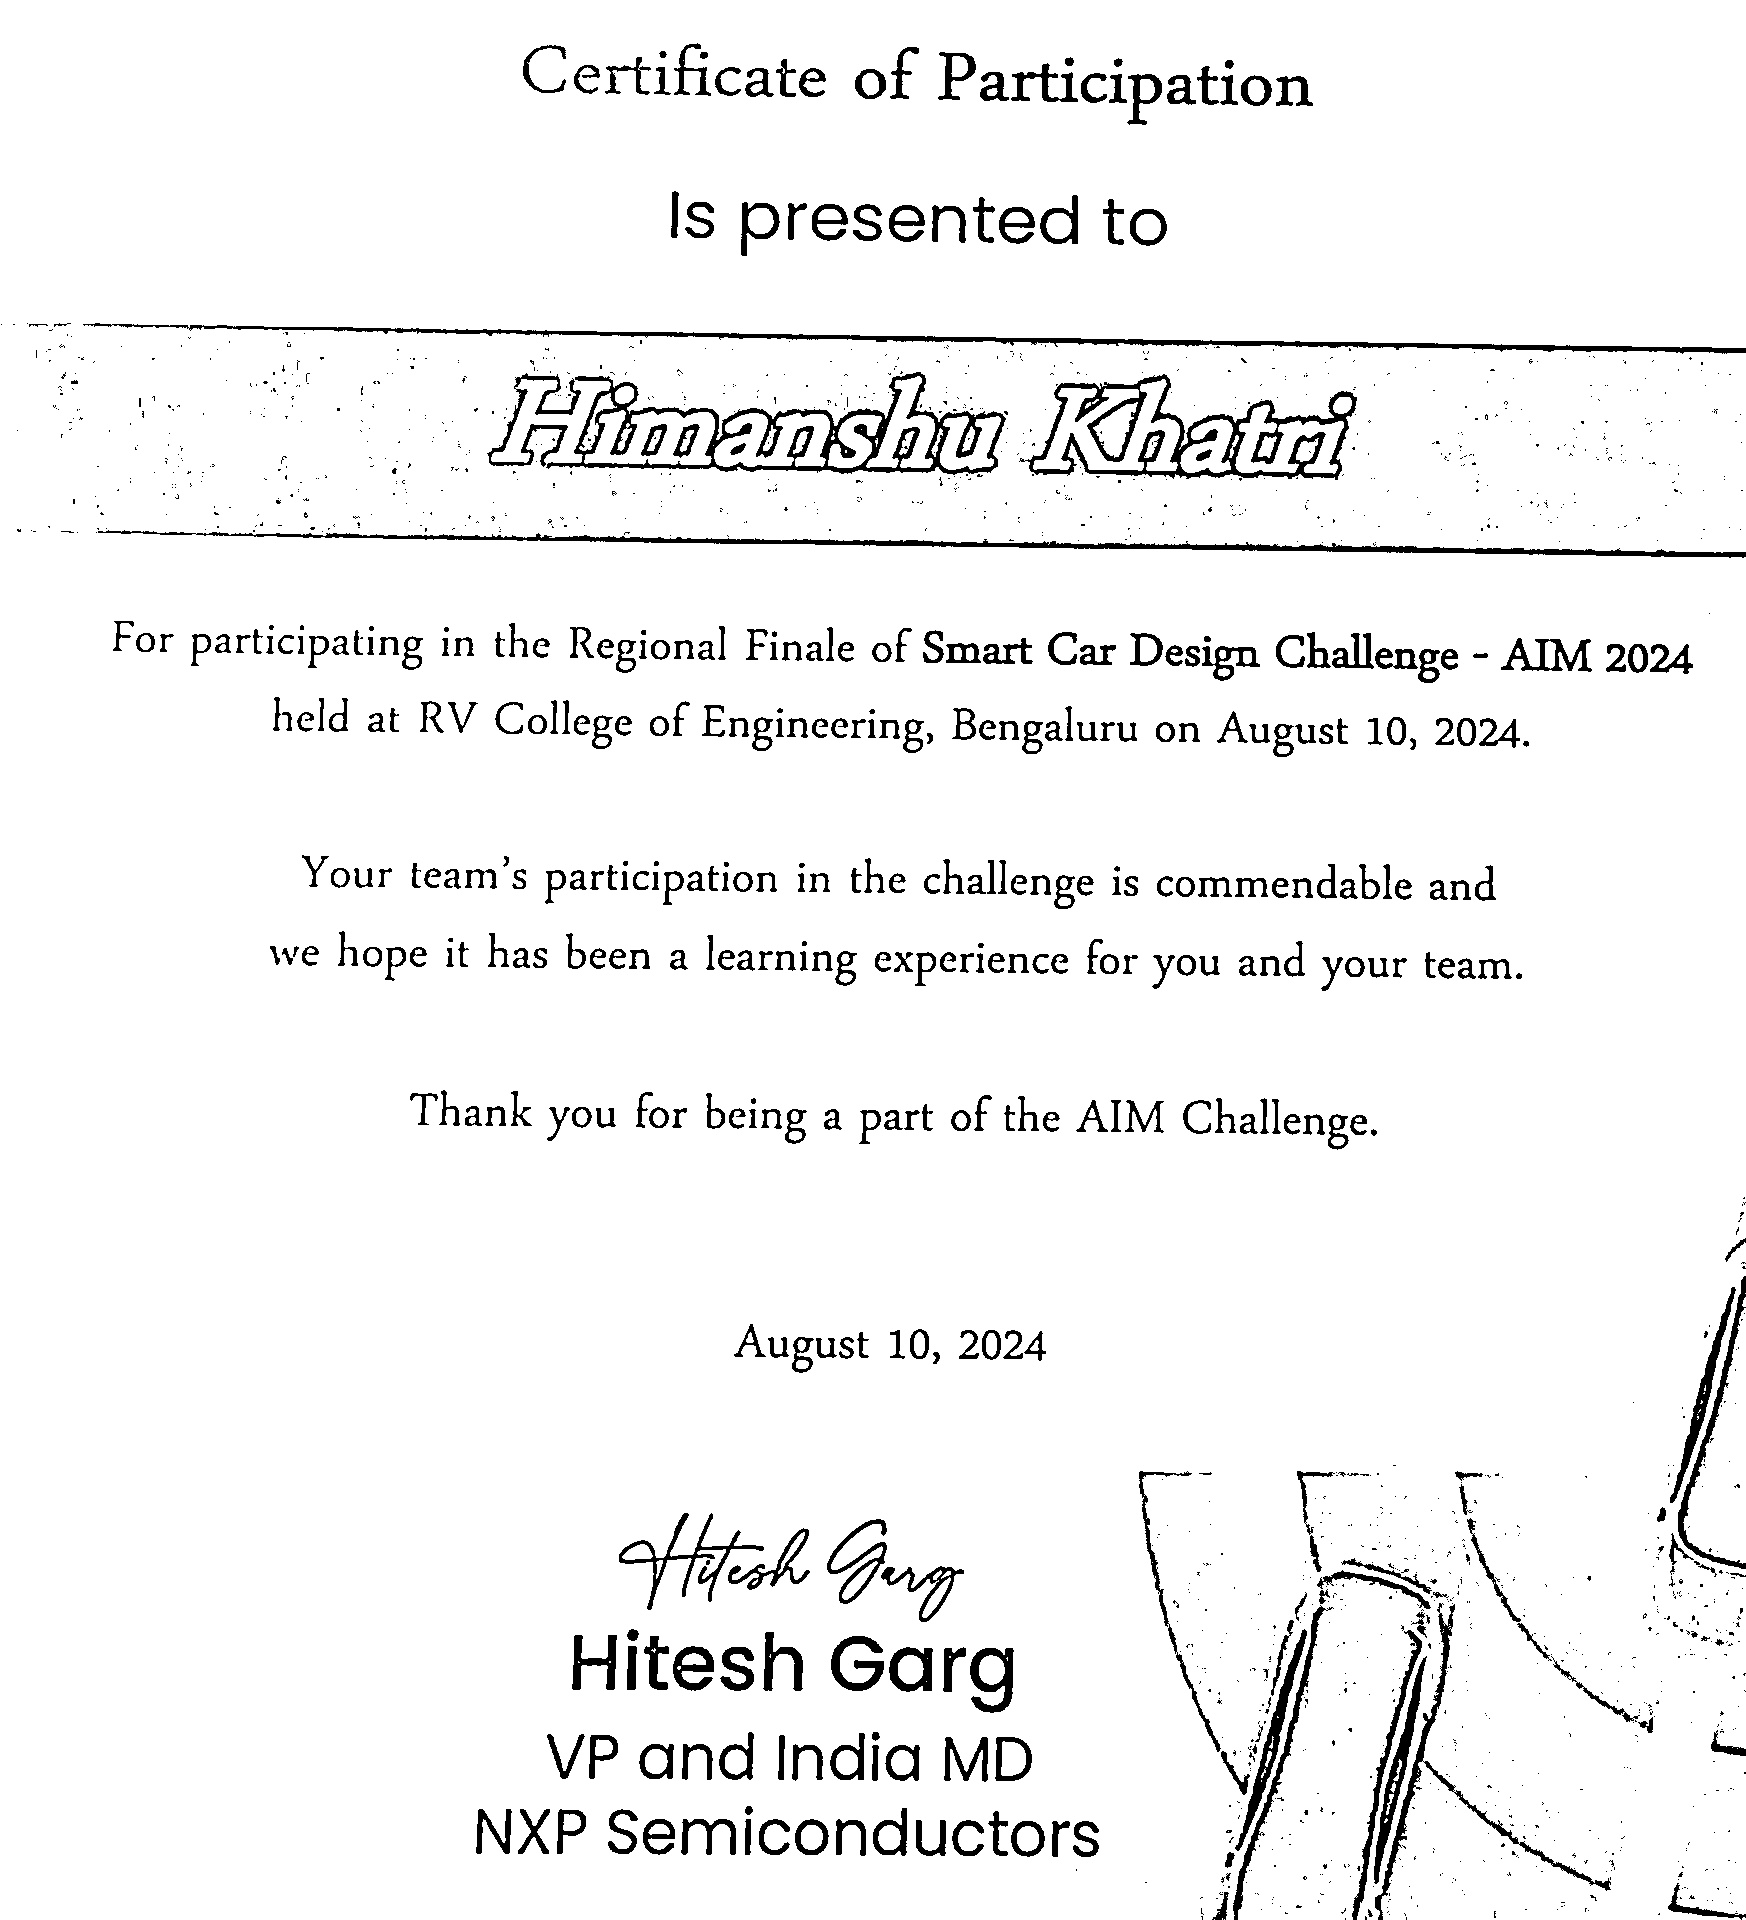 Certificate of Participation
Is presented to
Himanshu Khatri
For participating in the Regional Finale of Smart Car Design Challenge - AIM 2024
held at RV College of Engineering, Bengaluru on August 10, 2024.
Your team's participation in the challenge is commendable and
we hope it has been a learning experience for you and your team.
Thank you for being a part of the AIM Challenge.
August 10, 2024
Hitesh Garg
Hitesh Garg
VP and India MD
NXP Semiconductors